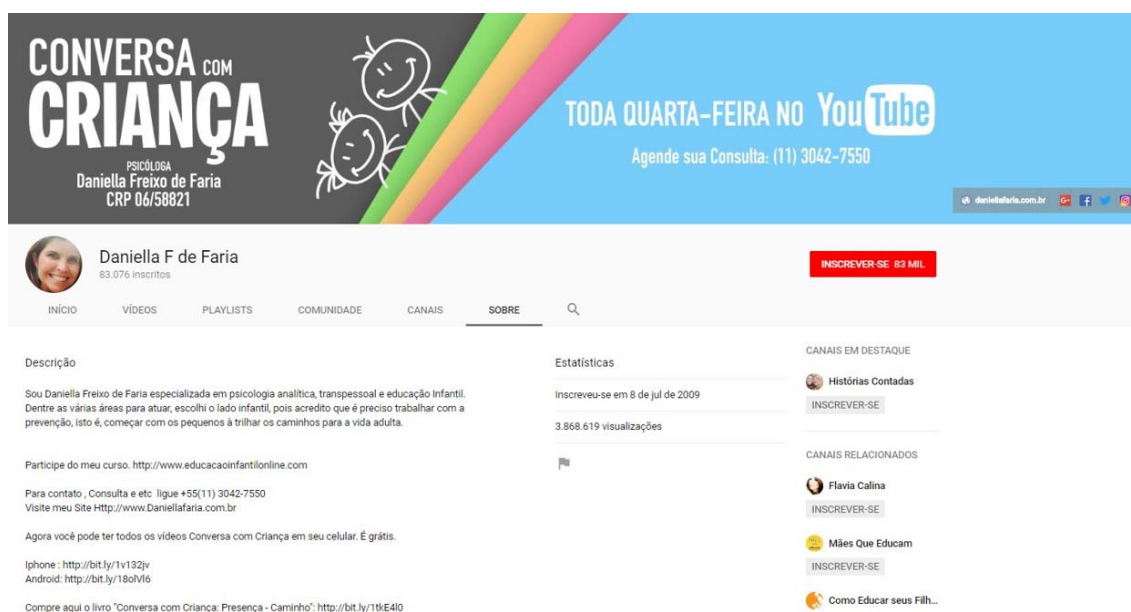 CONVERSA COM
CRIANÇA
PSICÓLOGA
Daniella Freixo de Faria
CRP 06/58821
TODA QUARTA-FEIRA NO YouTube
Agende sua Consulta: (11) 3042-7550
daniellafaria.com.br
Daniella F de Faria
83.076 inscritos
INSCREVER-SE 83 MIL
INÍCIO VÍDEOS PLAYLISTS COMUNIDADE CANAIS SOBRE
Descrição
Sou Daniella Freixo de Faria especializada em psicologia analítica, transpessoal e educação Infantil.
Dentre as várias áreas para atuar, escolhi o lado infantil, pois acredito que é preciso trabalhar com a
prevenção, isto é, começar com os pequenos à trilhar os caminhos para a vida adulta.
Participe do meu curso. http://www.educacaoinfantilonline.com
Para contato , Consulta e etc ligue +55(11) 3042-7550
Visite meu Site Http://www.Daniellafaria.com.br
Agora você pode ter todos os vídeos Conversa com Criança em seu celular. É grátis.
Iphone : http://bit.ly/1v132jv
Android: http://bit.ly/18olVl6
Compre aqui o livro "Conversa com Criança: Presença - Caminho": http://bit.ly/1tkE4l0
Estatísticas
Inscreveu-se em 8 de jul de 2009
3.868.619 visualizações
CANAIS EM DESTAQUE
Histórias Contadas
INSCREVER-SE
CANAIS RELACIONADOS
Flavia Calina
INSCREVER-SE
Mães Que Educam
INSCREVER-SE
Como Educar seus Filh...